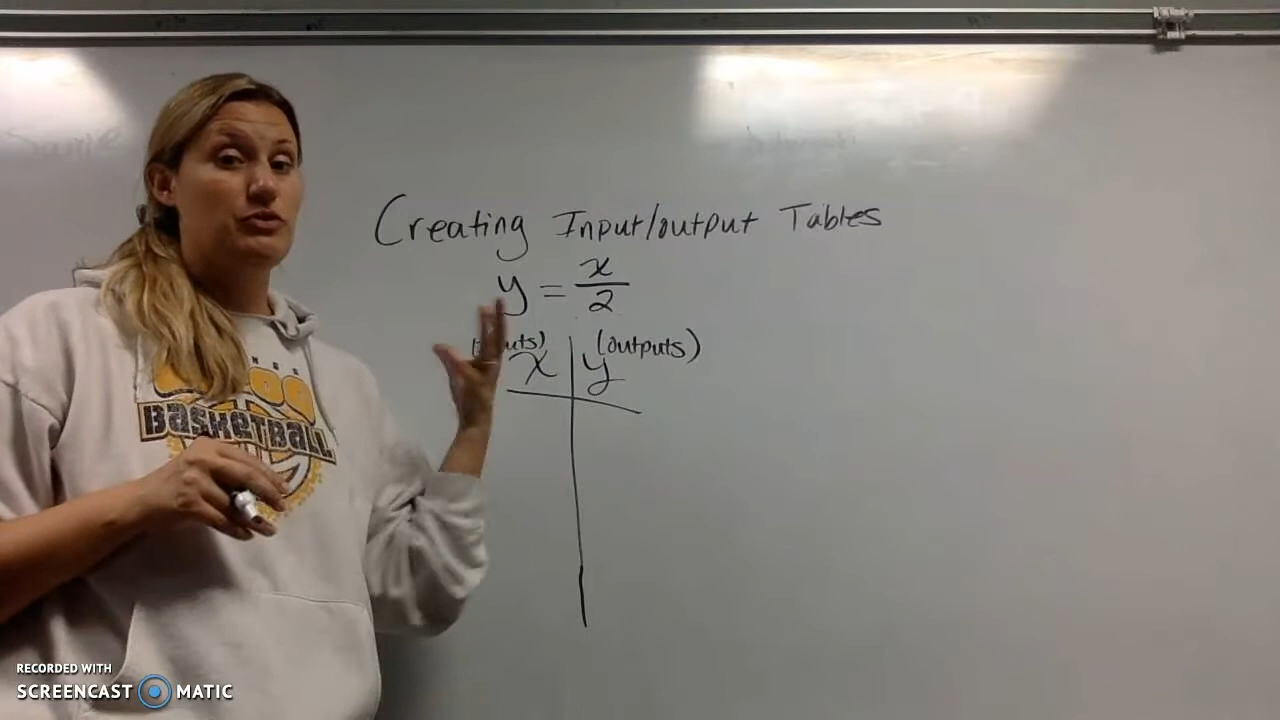 Creating Input/output Tables
y = x/2
(outputs)
x y
BASKETBALL
RECORDED WITH
SCREENCAST MATIC